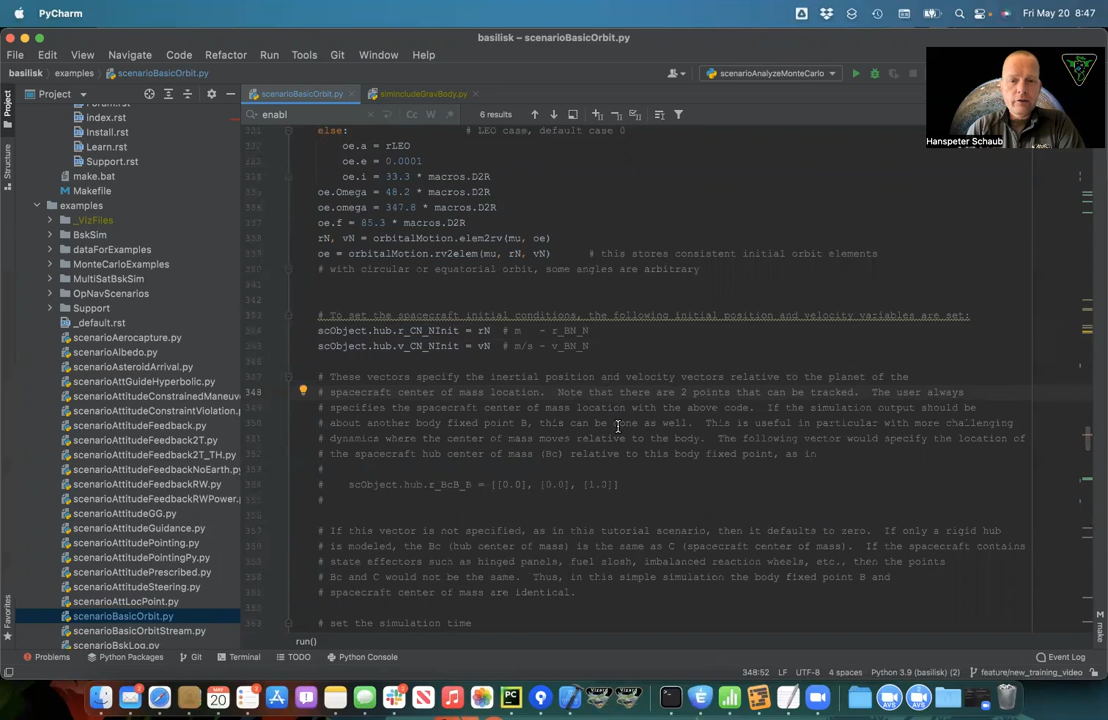 PyCharm
Fri May 20 8:47
basilisk – scenarioBasicOrbit.py
File Edit View Navigate Code Refactor Run Tools Git Window Help
basilisk examples scenarioBasicOrbit.py
scenarioAnalyzeMonteCarlo
Hanspeter Schaub
Project
scenarioBasicOrbit.py
simIncludeGravBody.py
enabl
Cc W
6 results
Project
Structure
Favorites
make
index.rst
Install.rst
Learn.rst
Support.rst
make.bat
Makefile
examples
_VizFiles
BskSim
dataForExamples
MonteCarloExamples
MultiSatBskSim
OpNavScenarios
Support
_default.rst
scenarioAerocapture.py
scenarioAlbedo.py
scenarioAsteroidArrival.py
scenarioAttGuideHyperbolic.py
scenarioAttitudeConstrainedManeuv
scenarioAttitudeConstraintViolation.py
scenarioAttitudeFeedback.py
scenarioAttitudeFeedback2T.py
scenarioAttitudeFeedback2T_TH.py
scenarioAttitudeFeedbackNoEarth.py
scenarioAttitudeFeedbackRW.py
scenarioAttitudeFeedbackRWPower.
scenarioAttitudeGG.py
scenarioAttitudeGuidance.py
scenarioAttitudePointing.py
scenarioAttitudePointingPy.py
scenarioAttitudePrescribed.py
scenarioAttitudeSteering.py
scenarioAttLocPoint.py
scenarioBasicOrbit.py
scenarioBasicOrbitStream.py
scenarioBskLog.py
else: # LEO case, default case 0
oe.a = rLEO
oe.e = 0.0001
oe.i = 33.3 * macros.D2R
oe.Omega = 48.2 * macros.D2R
oe.omega = 347.8 * macros.D2R
oe.f = 85.3 * macros.D2R
rN, vN = orbitalMotion.elem2rv(mu, oe)
oe = orbitalMotion.rv2elem(mu, rN, vN) # this stores consistent initial orbit elements
# with circular or equatorial orbit, some angles are arbitrary
# To set the spacecraft initial conditions, the following initial position and velocity variables are set:
scObject.hub.r_CN_NInit = rN # m - r_BN_N
scObject.hub.v_CN_NInit = vN # m/s - v_BN_N
# These vectors specify the inertial position and velocity vectors relative to the planet of the
# spacecraft center of mass location. Note that there are 2 points that can be tracked. The user always
# specifies the spacecraft center of mass location with the above code. If the simulation output should be
# about another body fixed point B, this can be done as well. This is useful in particular with more challenging
# dynamics where the center of mass moves relative to the body. The following vector would specify the location of
# the spacecraft hub center of mass (Bc) relative to this body fixed point, as in
#
# scObject.hub.r_BcB_B = [[0.0], [0.0], [1.0]]
#
# If this vector is not specified, as in this tutorial scenario, then it defaults to zero. If only a rigid hub
# is modeled, the Bc (hub center of mass) is the same as C (spacecraft center of mass). If the spacecraft contains
# state effectors such as hinged panels, fuel slosh, imbalanced reaction wheels, etc., then the points
# Bc and C would not be the same. Thus, in this simple simulation the body fixed point B and
# spacecraft center of mass are identical.
# set the simulation time
run()
Problems Python Packages Git Terminal TODO Python Console Event Log
348:52 LF UTF-8 4 spaces Python 3.9 (basilisk) (2) feature/new_training_video